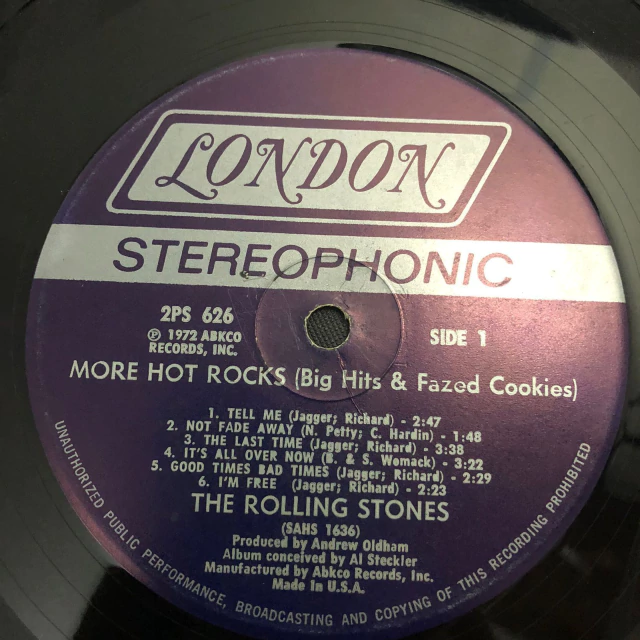 LONDON
STEREOPHONIC
2PS 626
℗ 1972 ABKCO
RECORDS, INC.
SIDE 1
MORE HOT ROCKS (Big Hits & Fazed Cookies)
1. TELL ME (Jagger; Richard) - 2:47
2. NOT FADE AWAY (N. Petty; C. Hardin) - 1:48
3. THE LAST TIME (Jagger; Richard) - 3:38
4. IT'S ALL OVER NOW (B. & S. Womack) - 3:22
5. GOOD TIMES BAD TIMES (Jagger; Richard) - 2:29
6. I'M FREE (Jagger; Richard) - 2:23
THE ROLLING STONES
(SAHS 1636)
Produced by Andrew Oldham
Album conceived by Al Steckler
Manufactured by Abkco Records, Inc.
Made in U.S.A.
UNAUTHORIZED PUBLIC PERFORMANCE, BROADCASTING AND COPYING OF THIS RECORDING PROHIBITED